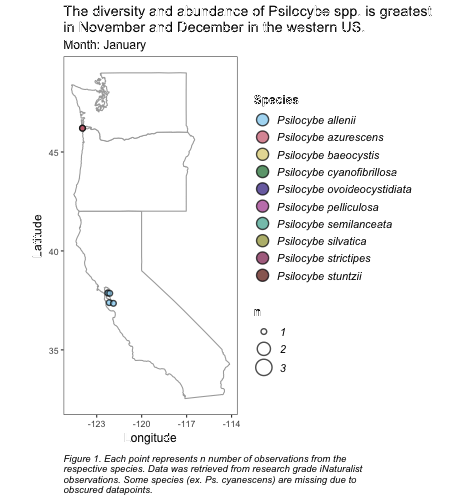 The diversity and abundance of Psilocybe spp. is greatest
in November and December in the western US.
Month: January
Species
Psilocybe allenii
Psilocybe azurescens
Psilocybe baeocystis
Psilocybe cyanofibrillosa
Psilocybe ovoideocystidiata
Psilocybe pelliculosa
Psilocybe semilanceata
Psilocybe silvatica
Psilocybe strictipes
Psilocybe stuntzii
n
1
2
3
Latitude
45
40
35
-123 -120 -117 -114
Longitude
Figure 1. Each point represents n number of observations from the
respective species. Data was retrieved from research grade iNaturalist
observations. Some species (ex. Ps. cyanescens) are missing due to
obscured datapoints.